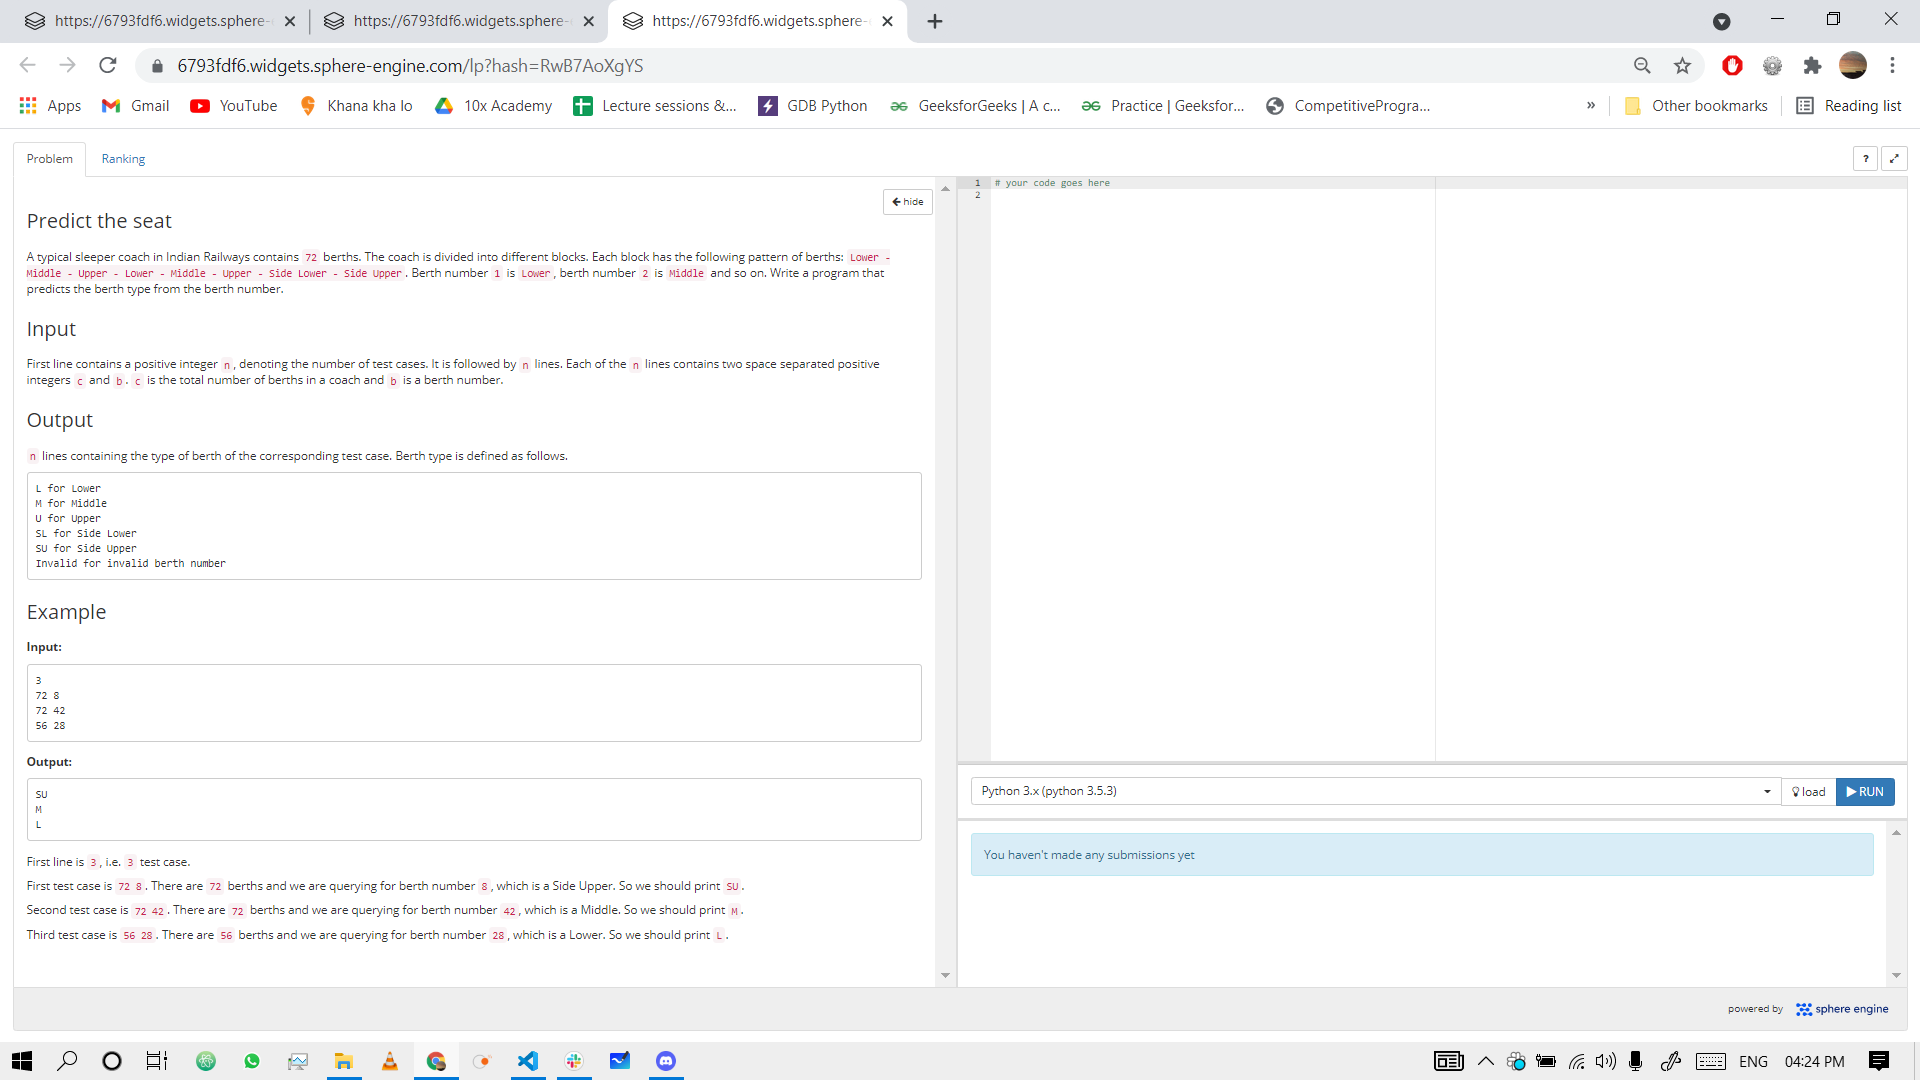 https://6793fdf6.widgets.sphere-
https://6793fdf6.widgets.sphere-
https://6793fdf6.widgets.sphere-
6793fdf6.widgets.sphere-engine.com/lp?hash=RwB7AoXgYS
Apps Gmail YouTube Khana kha lo 10x Academy Lecture sessions &... GDB Python GeeksforGeeks | A c... Practice | Geeksfor... CompetitiveProgra... » Other bookmarks Reading list
Problem Ranking
?
hide
Predict the seat
A typical sleeper coach in Indian Railways contains 72 berths. The coach is divided into different blocks. Each block has the following pattern of berths: Lower -
Middle - Upper - Lower - Middle - Upper - Side Lower - Side Upper. Berth number 1 is Lower, berth number 2 is Middle and so on. Write a program that
predicts the berth type from the berth number.
Input
First line contains a positive integer n, denoting the number of test cases. It is followed by n lines. Each of the n lines contains two space separated positive
integers c and b. c is the total number of berths in a coach and b is a berth number.
Output
n lines containing the type of berth of the corresponding test case. Berth type is defined as follows.
L for Lower
M for Middle
U for Upper
SL for Side Lower
SU for Side Upper
Invalid for invalid berth number
Example
Input:
3
72 8
72 42
56 28
Output:
SU
M
L
First line is 3, i.e. 3 test case.
First test case is 72 8. There are 72 berths and we are querying for berth number 8, which is a Side Upper. So we should print SU.
Second test case is 72 42. There are 72 berths and we are querying for berth number 42, which is a Middle. So we should print M.
Third test case is 56 28. There are 56 berths and we are querying for berth number 28, which is a Lower. So we should print L.
1 # your code goes here
2
Python 3.x (python 3.5.3)
load
RUN
You haven't made any submissions yet
powered by sphere engine
ENG 04:24 PM